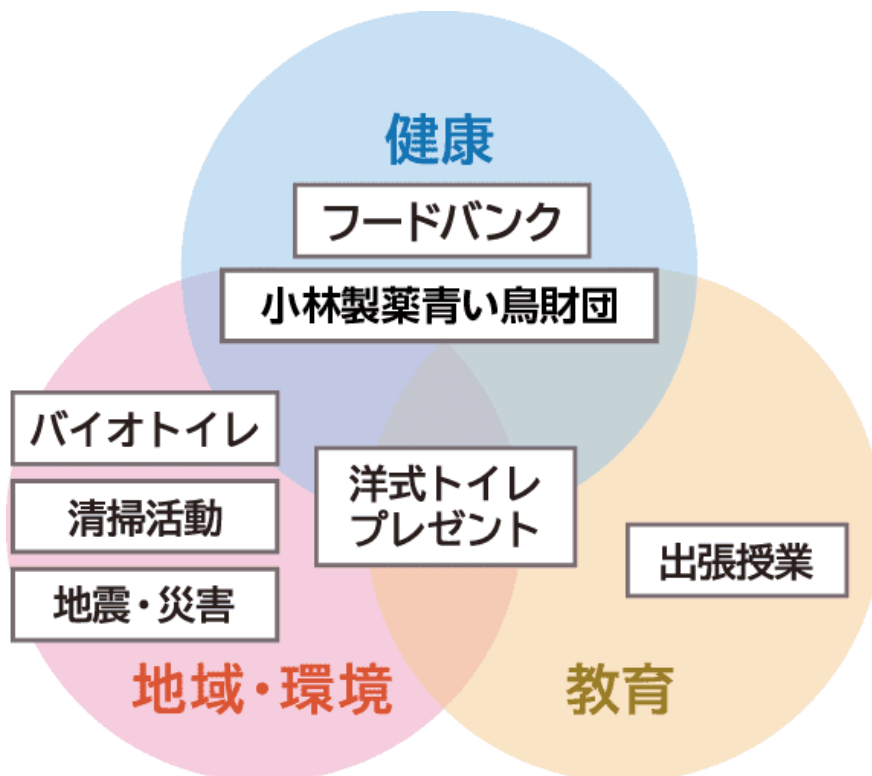 健康
フードバンク
小林製薬青い鳥財団
バイオトイレ
清掃活動
地震・災害
洋式トイレ
プレゼント
出張授業
地域・環境
教育